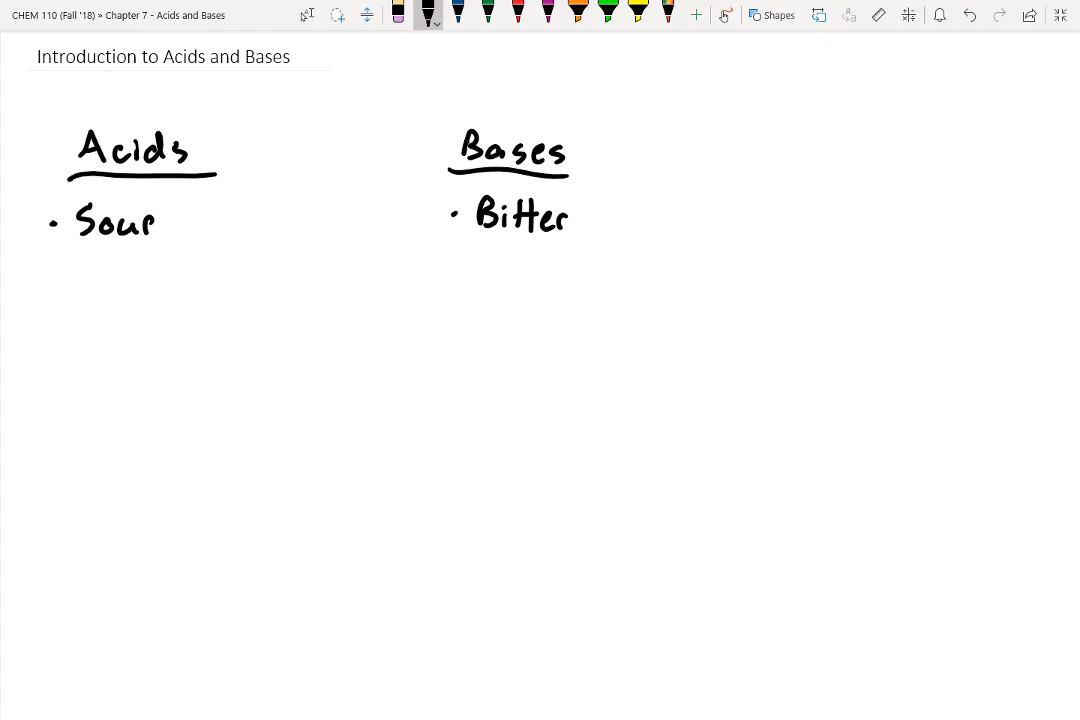 CHEM 110 (Fall '18) » Chapter 7 - Acids and Bases
Shapes
Introduction to Acids and Bases
Acids
Bases
• Sour
• Bitter